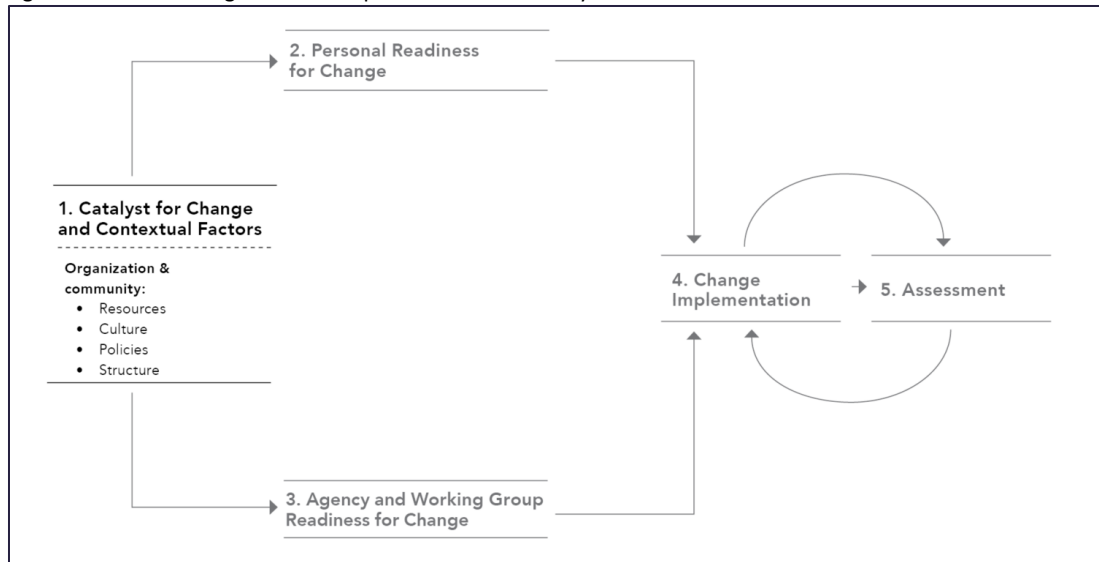 2. Personal Readiness
for Change
1. Catalyst for Change
and Contextual Factors
Organization &
community:
• Resources
• Culture
• Policies
• Structure
4. Change
Implementation
5. Assessment
3. Agency and Working Group
Readiness for Change